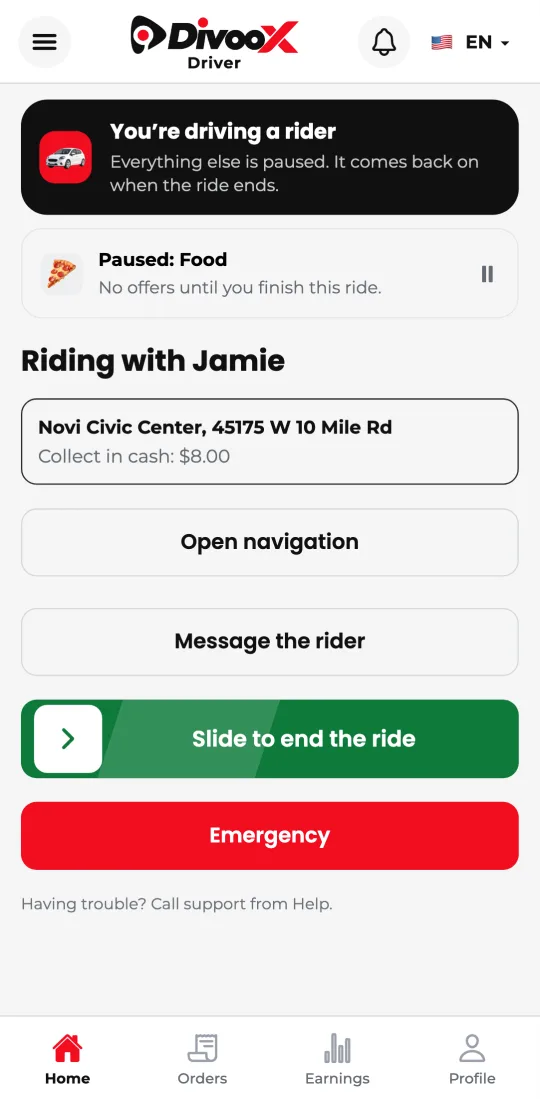 DivooX
Driver
EN
You're driving a rider
Everything else is paused. It comes back on
when the ride ends.
Paused: Food
No offers until you finish this ride.
Riding with Jamie
Novi Civic Center, 45175 W 10 Mile Rd
Collect in cash: $8.00
Open navigation
Message the rider
Slide to end the ride
Emergency
Having trouble? Call support from Help.
Home
Orders
Earnings
Profile